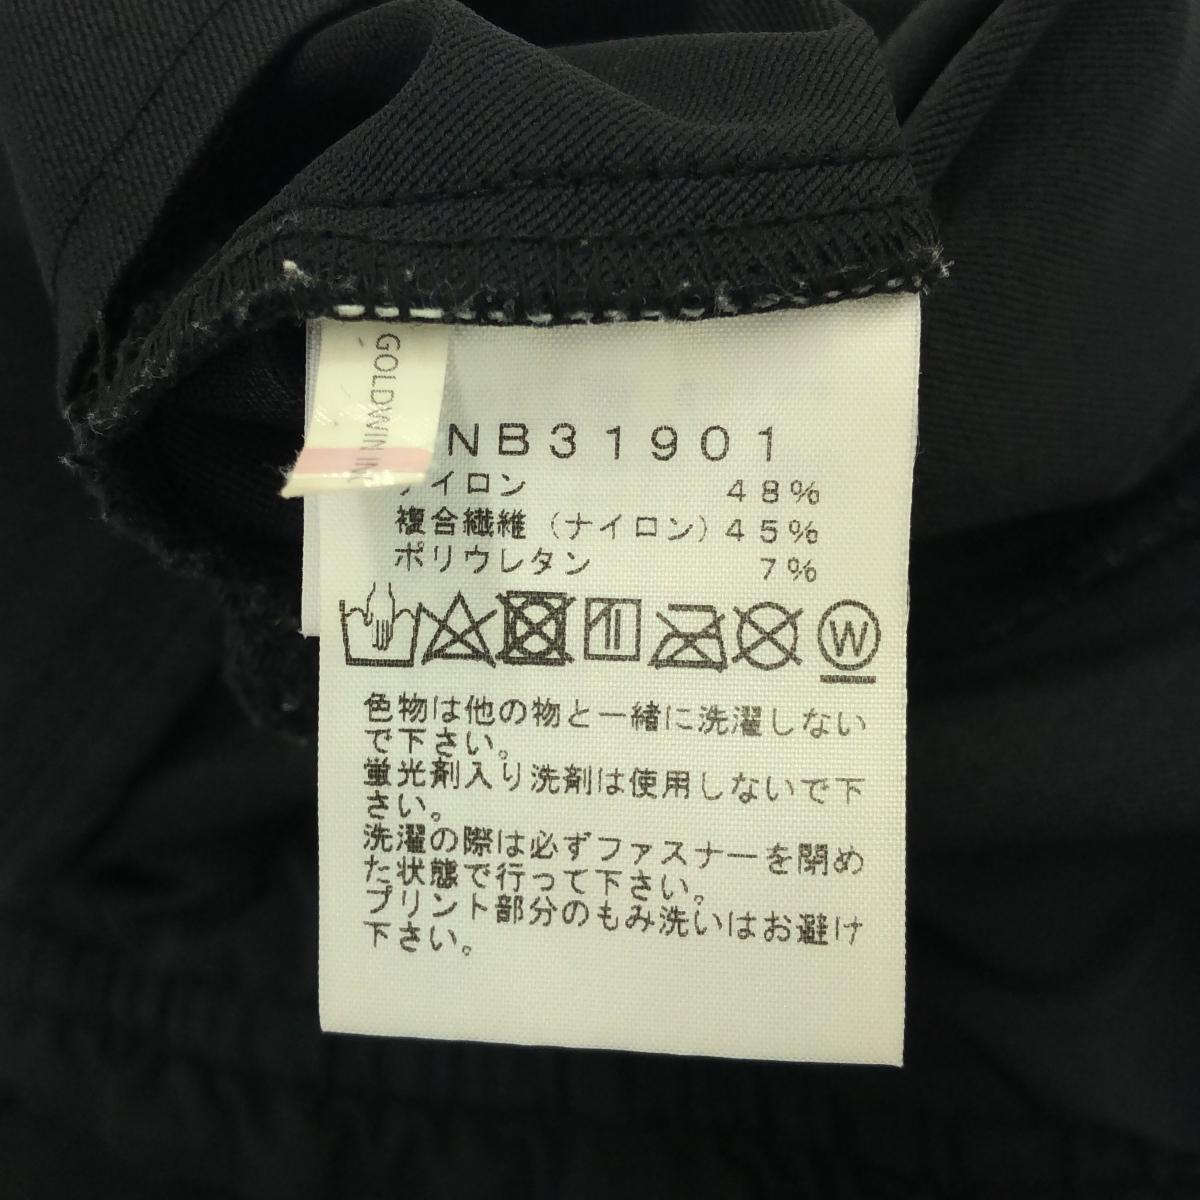 GOLDWIN IN
NB31901
ナイロン 48%
複合繊維(ナイロン)45%
ポリウレタン 7%
W
色物は他の物と一緒に洗濯しない
で下さい。
蛍光剤入り洗剤は使用しないで下
さい。
洗濯の際は必ずファスナーを閉め
た状態で行って下さい。
プリント部分のもみ洗いはお避け
下さい。